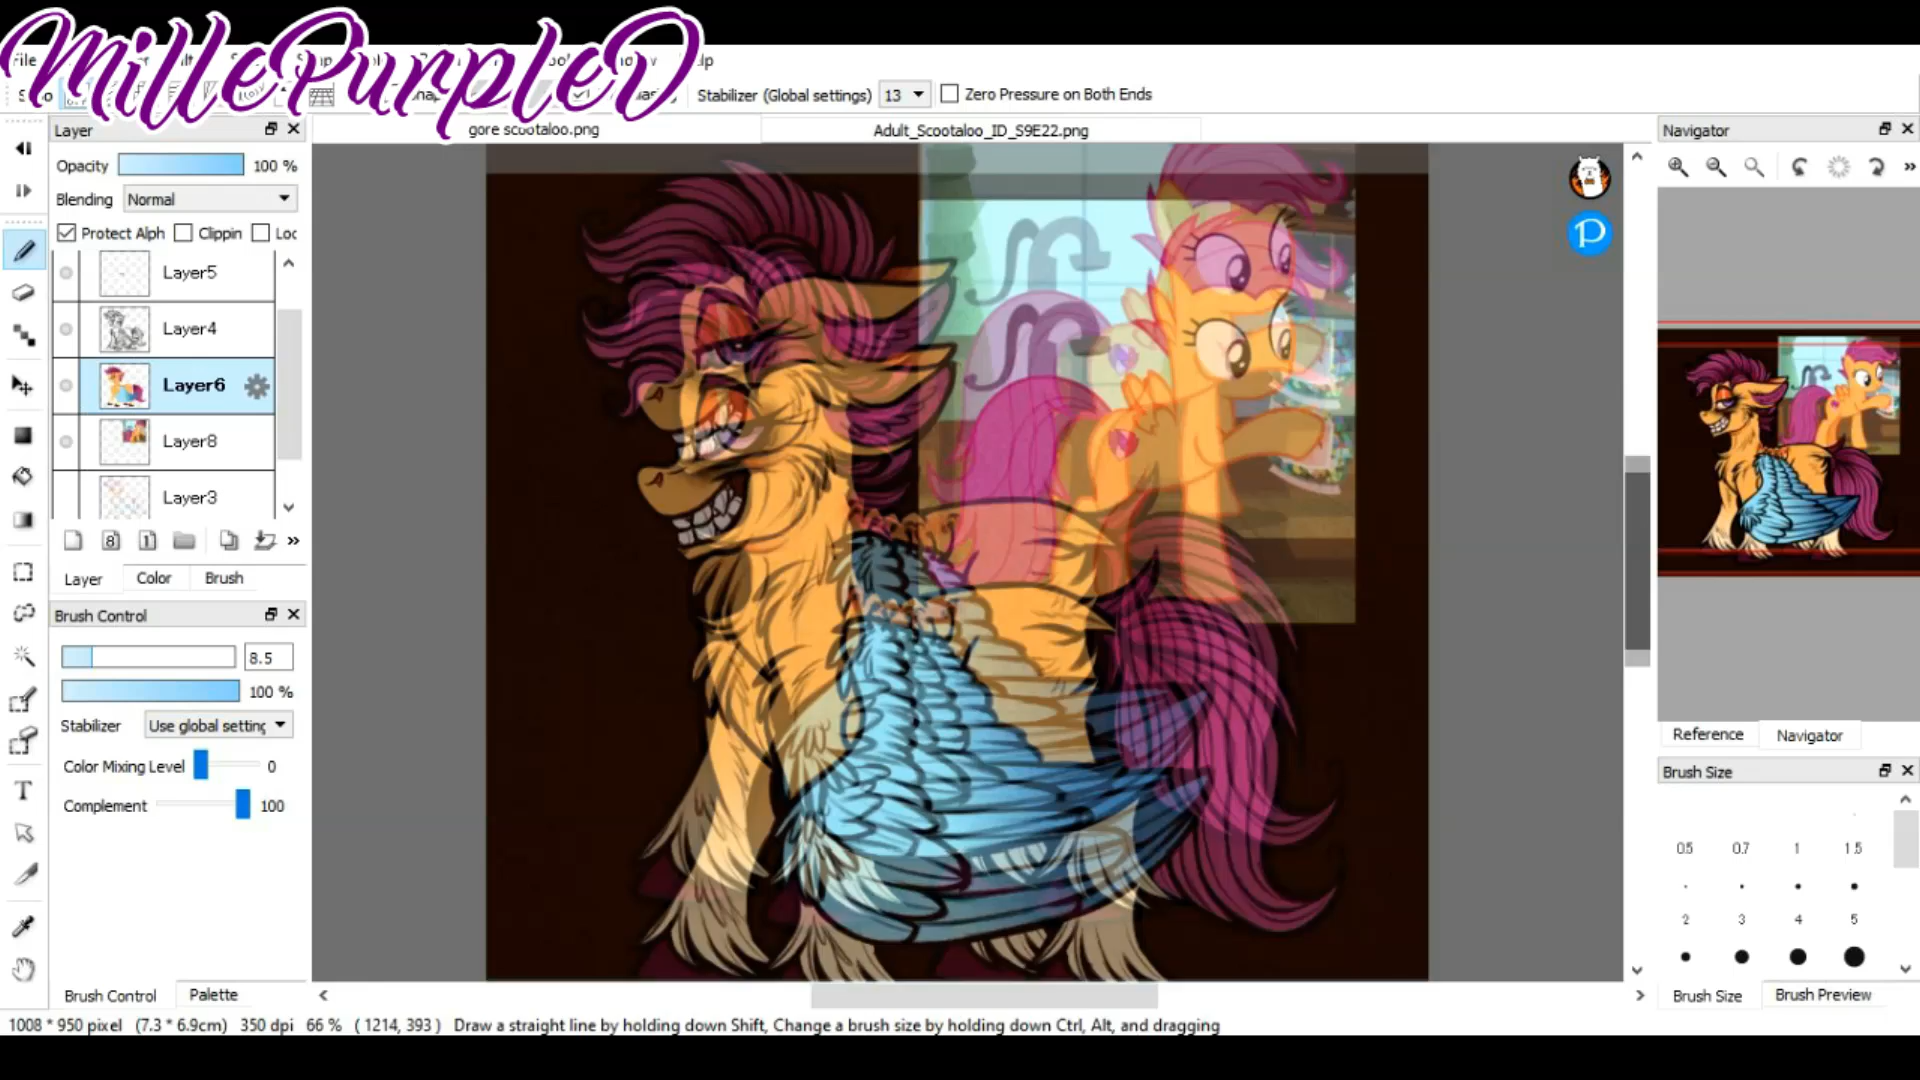 MillePurpleD
File
Stabilizer (Global settings) 13 Zero Pressure on Both Ends
Layer
gore scootaloo.png
Adult_Scootaloo_ID_S9E22.png
Navigator
Opacity 100 %
Blending Normal
Protect Alph Clippin Loc
Layer5
Layer4
Layer6
Layer8
Layer3
Layer Color Brush
Brush Control
8.5
100 %
Stabilizer Use global setting
Color Mixing Level 0
Complement 100
Brush Control Palette
Reference Navigator
Brush Size
0.5 0.7 1 1.5
2 3 4 5
Brush Size Brush Preview
1008 * 950 pixel (7.3 * 6.9cm) 350 dpi 66 % ( 1214, 393 ) Draw a straight line by holding down Shift, Change a brush size by holding down Ctrl, Alt, and dragging